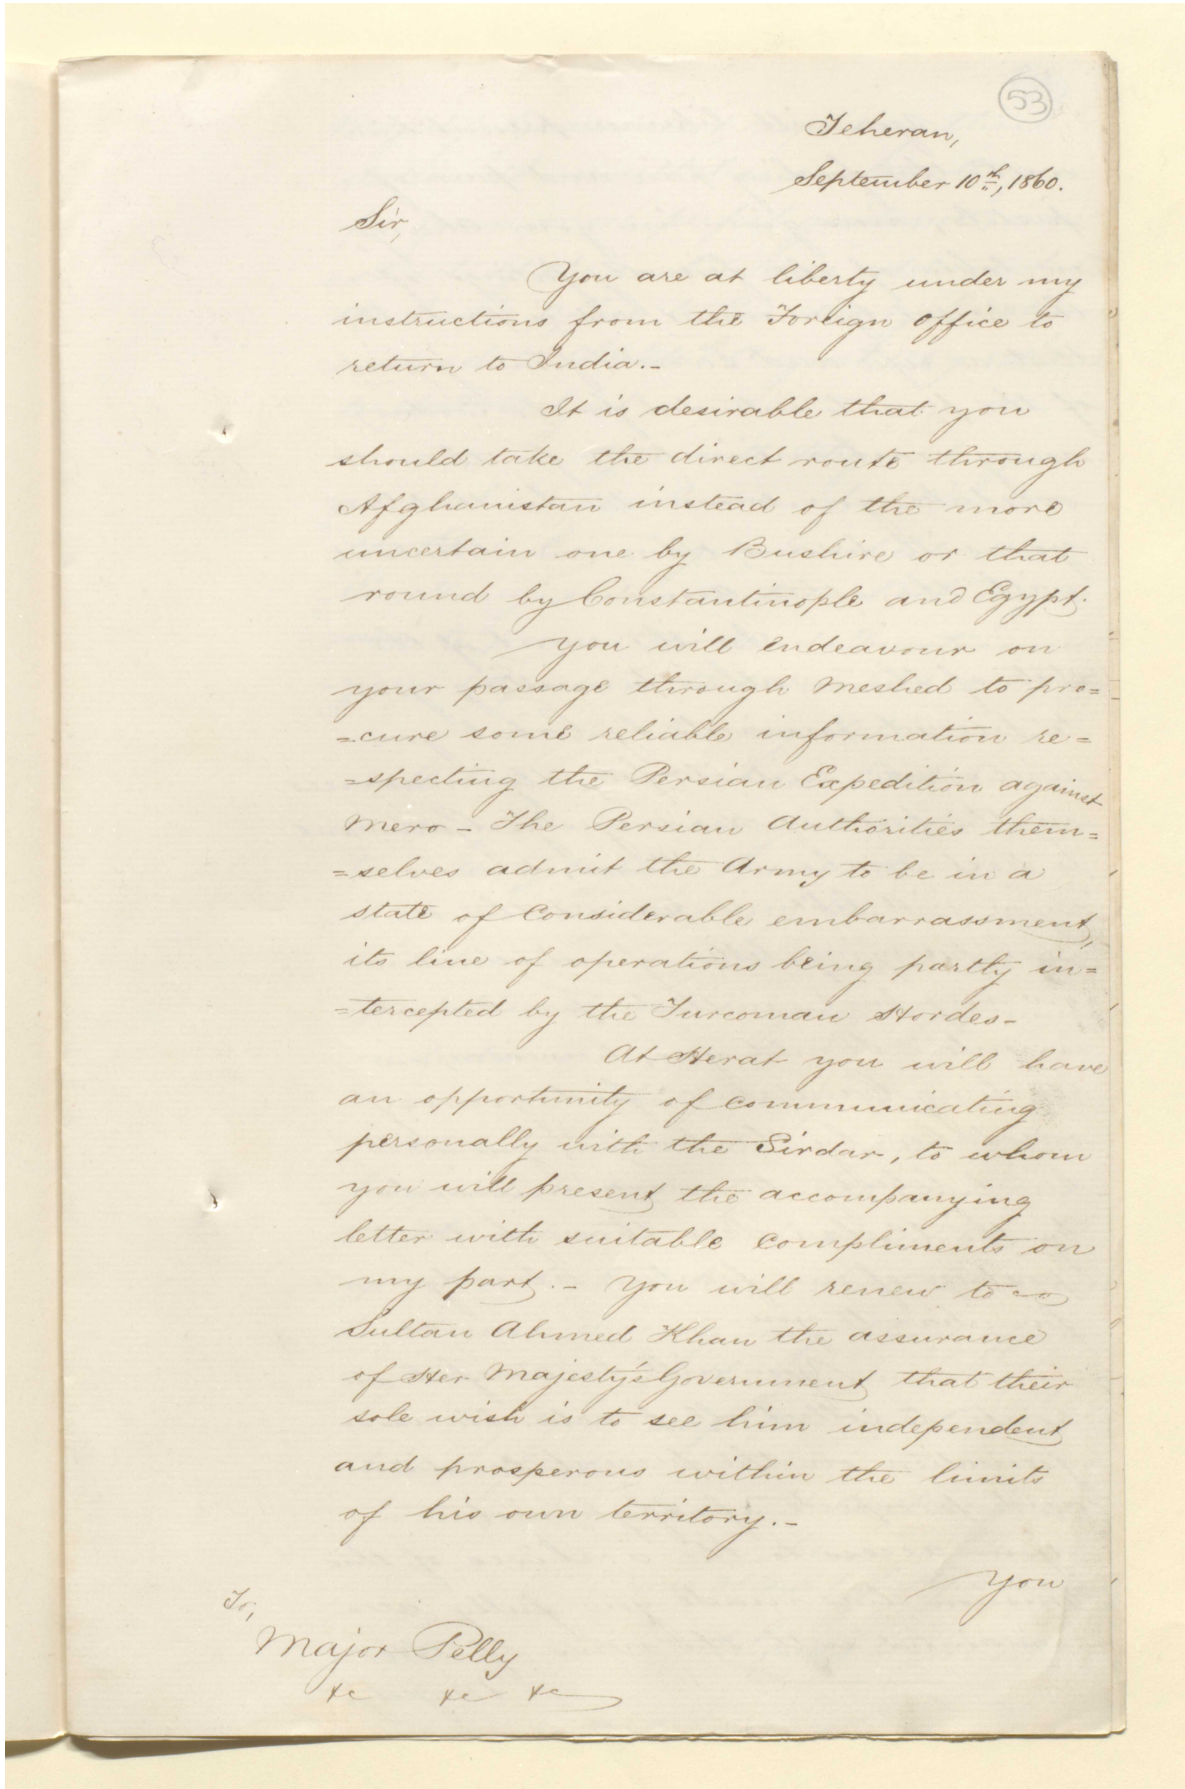 53
Teheran,
September 10th, 1860.
Sir,
You are at liberty under my
instructions from the Foreign Office to
return to India.-
It is desirable that you
should take the direct route through
Afghanistan instead of the more
uncertain one by Bushire or that
round by Constantinople and Egypt.
You will endeavour on
your passage through Meshed to pro=
=cure some reliable information re=
=specting the Persian Expedition against
Merv - The Persian Authorities them=
=selves admit the Army to be in a
state of considerable embarrassment,
its line of operations being partly in=
=tercepted by the Turcoman Hordes-
At Herat you will have
an opportunity of communicating
personally with the Sirdar, to whom
you will present the accompanying
letter with suitable compliments on
my part.- You will renew to
Sultan Ahmed Khan the assurance
of Her Majesty's Government that their
sole wish is to see him independent
and prosperous within the limits
of his own territory.-
You
To,
Major Pelly
&c &c &c